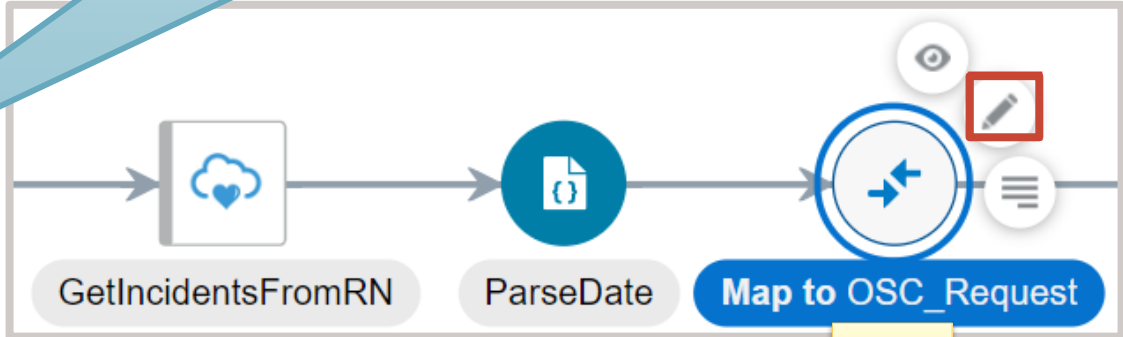 {}
GetIncidentsFromRN
ParseDate
Map to OSC_Request